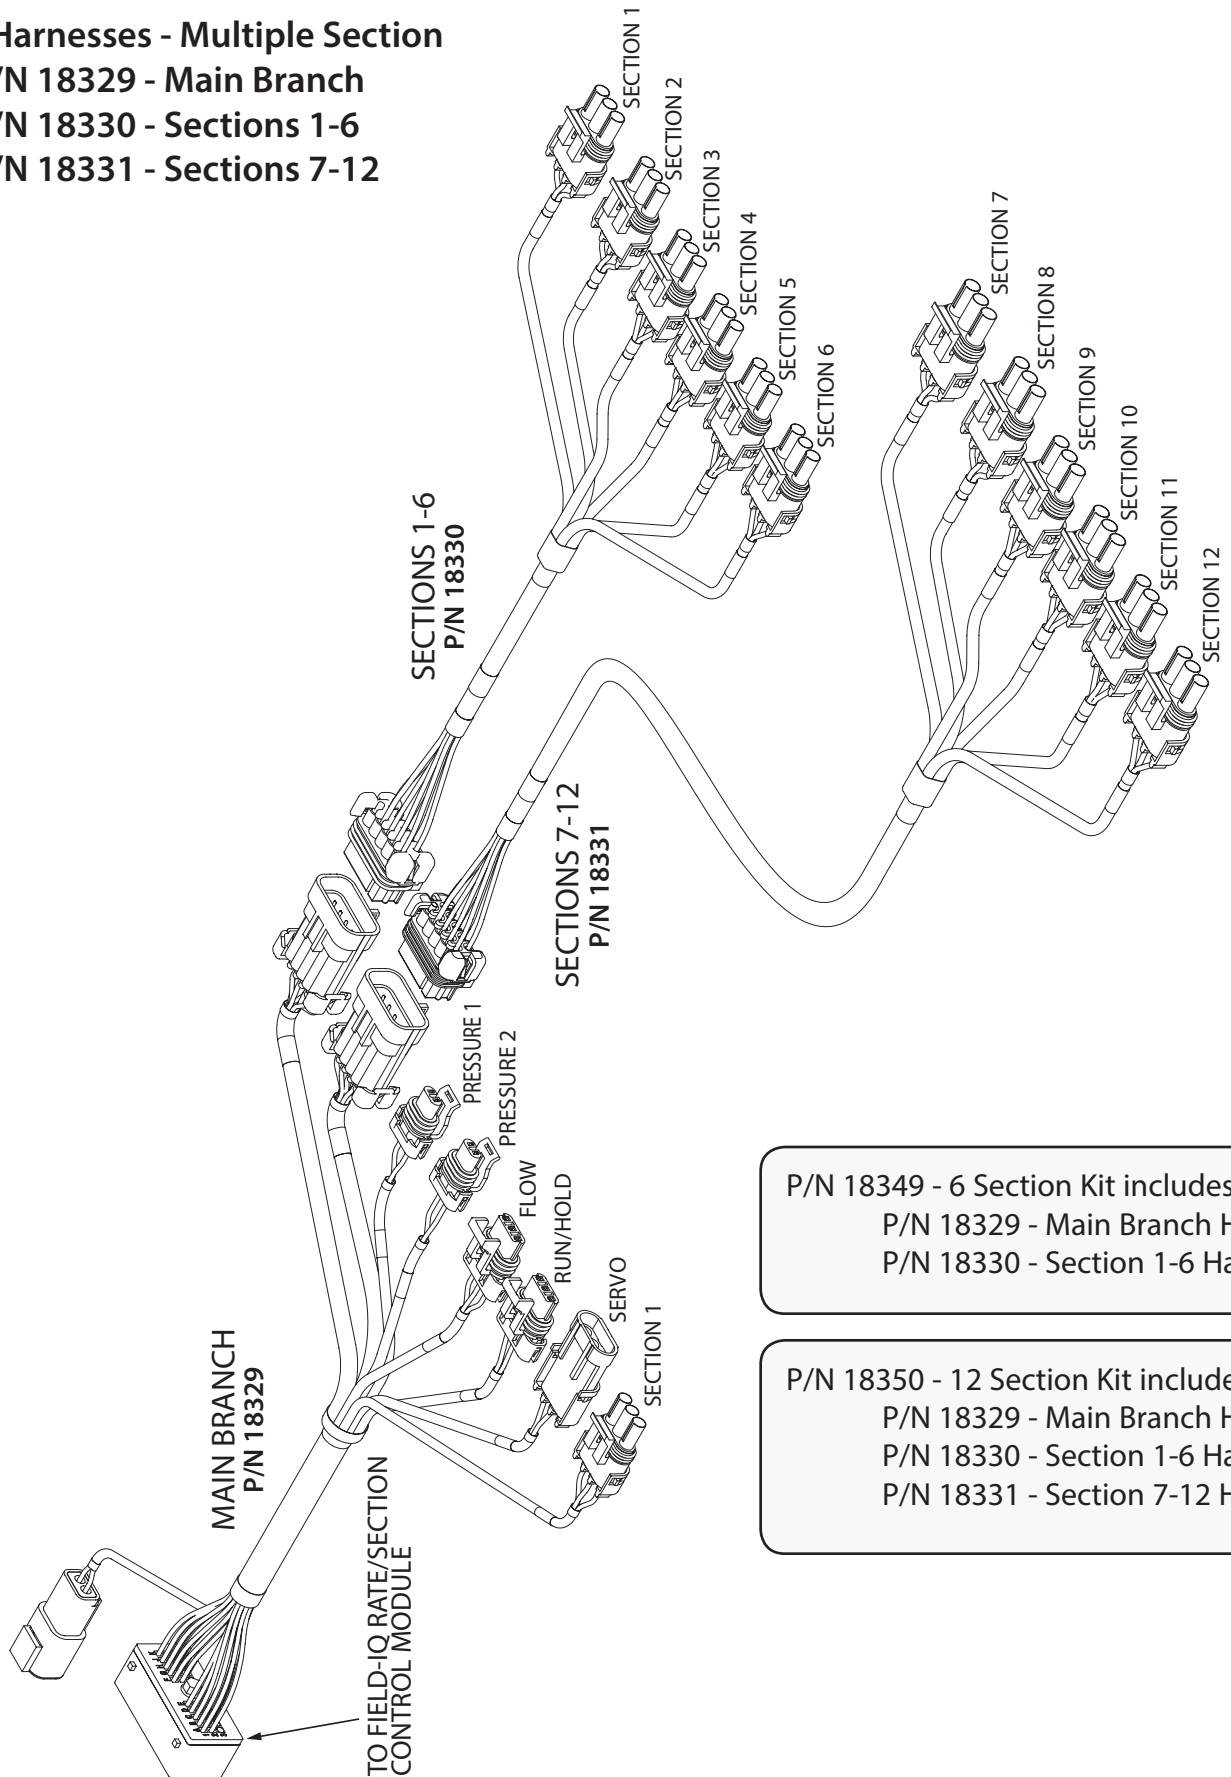 Harnesses - Multiple Section
/N 18329 - Main Branch
/N 18330 - Sections 1-6
/N 18331 - Sections 7-12
SECTION 1
SECTION 2
SECTION 3
SECTION 4
SECTION 5
SECTION 6
SECTIONS 1-6
P/N 18330
SECTION 7
SECTION 8
SECTION 9
SECTION 10
SECTION 11
SECTION 12
SECTIONS 7-12
P/N 18331
PRESSURE 1
PRESSURE 2
FLOW
RUN/HOLD
SERVO
SECTION 1
MAIN BRANCH
P/N 18329
TO FIELD-IQ RATE/SECTION
CONTROL MODULE
P/N 18349 - 6 Section Kit includes
P/N 18329 - Main Branch H
P/N 18330 - Section 1-6 Ha
P/N 18350 - 12 Section Kit include
P/N 18329 - Main Branch H
P/N 18330 - Section 1-6 Ha
P/N 18331 - Section 7-12 H